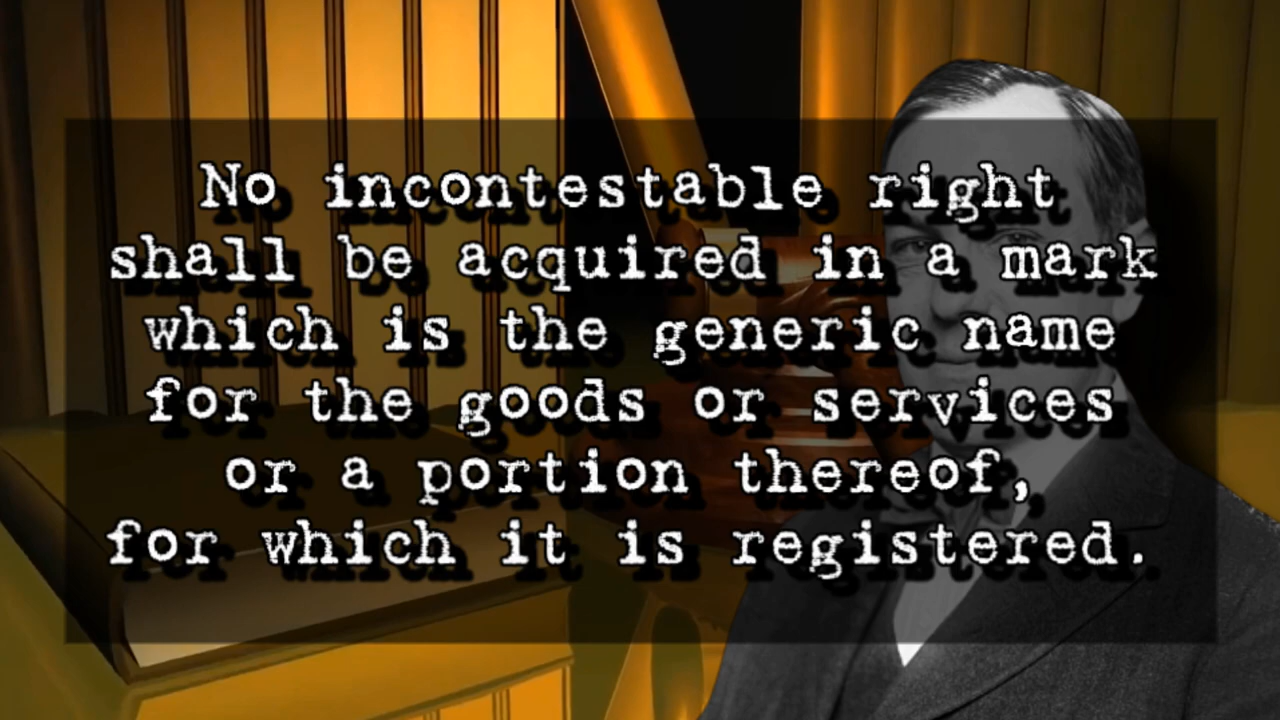 No incontestable right
shall be acquired in a mark
which is the generic name
for the goods or services
or a portion thereof,
for which it is registered.